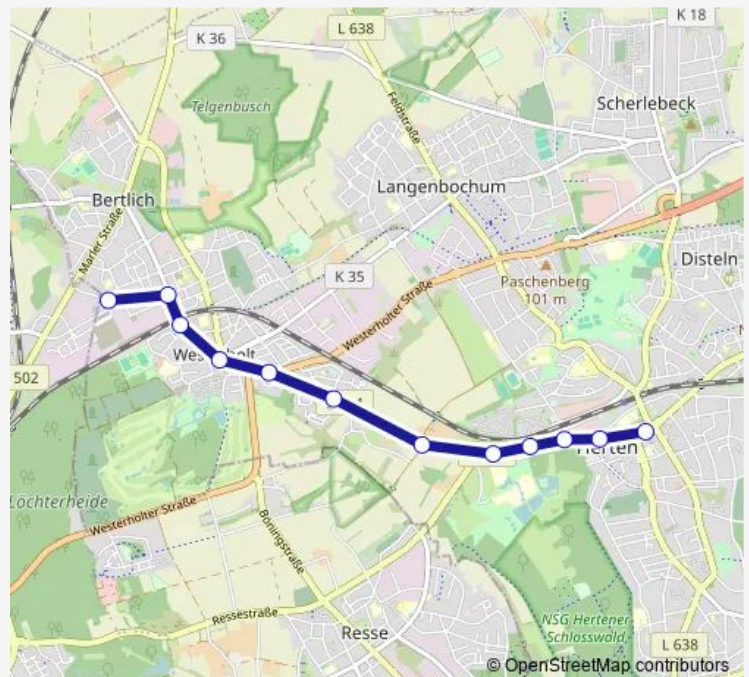 K 18
L 638
K 36
Telgenbusch
Feldstraße
Scherlebeck
Bertlich
Langenbochum
Marler Straße
K 35
Disteln
Paschenberg
101 m
Westerholter Straße
502
Herten
Löchterheide
Westerholter Straße
Böningstraße
Ressestraße
Resse
NSG Hertener
Schlosswald
L 638
© OpenStreetMap contributors